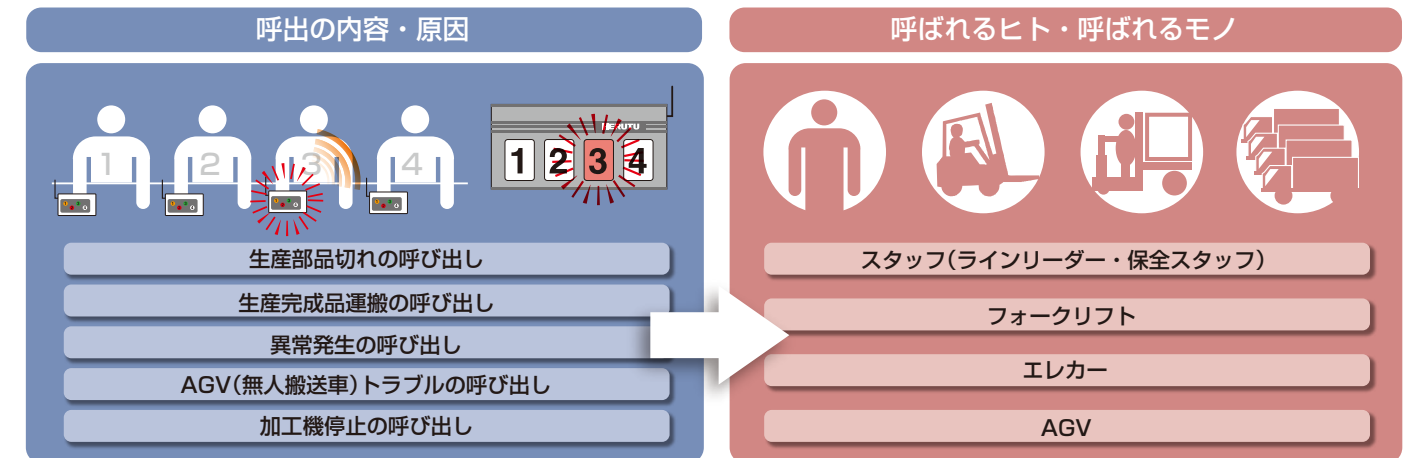 呼出の内容・原因
1 2 3 4
1 2 3 4
生産部品切れの呼び出し
生産完成品運搬の呼び出し
異常発生の呼び出し
AGV(無人搬送車)トラブルの呼び出し
加工機停止の呼び出し
呼ばれるヒト・呼ばれるモノ
スタッフ(ラインリーダー・保全スタッフ)
フォークリフト
エレカー
AGV